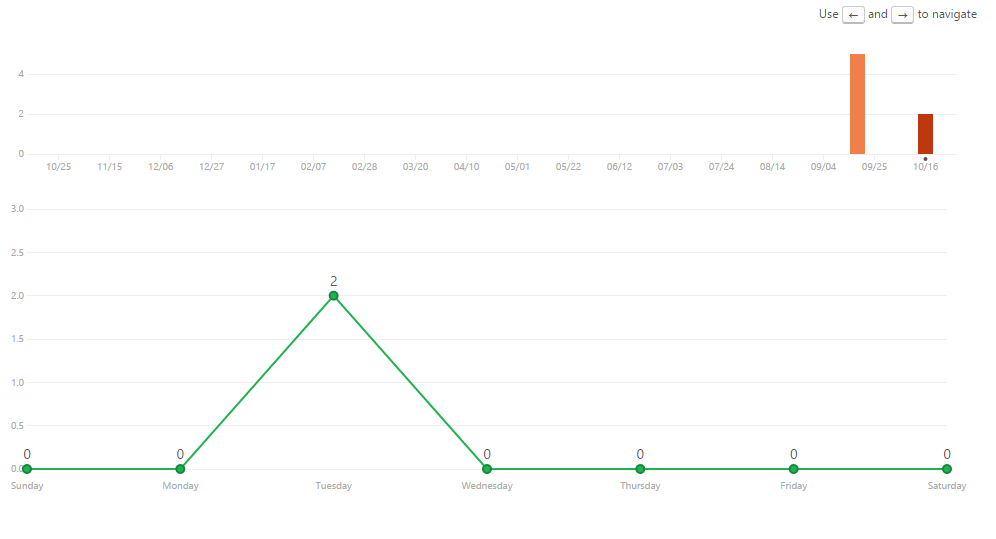 Use ← and → to navigate
4
2
0
10/25 11/15 12/06 12/27 01/17 02/07 02/28 03/20 04/10 05/01 05/22 06/12 07/03 07/24 08/14 09/04 09/25 10/16
3.0
2.5
2
2.0
1.5
1.0
0.5
0 0 0 0 0 0
0.0
Sunday Monday Tuesday Wednesday Thursday Friday Saturday